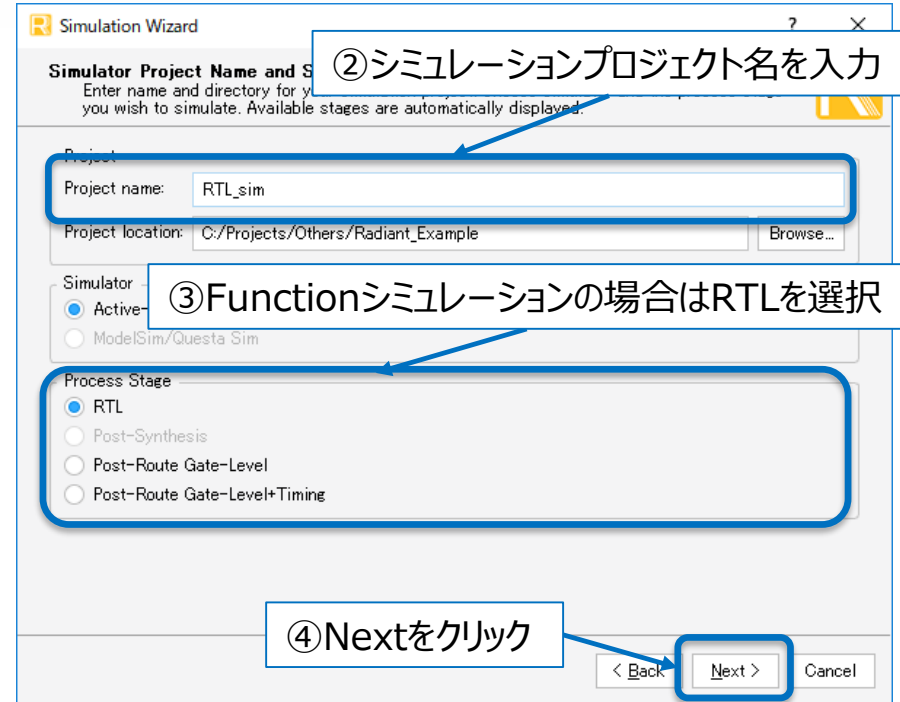 Simulation Wizard
? ×
②シミュレーションプロジェクト名を入力
Simulator Project Name and S
Enter name and directory for y
you wish to simulate. Available stages are automatically displayed.
Project
Project name: RTL_sim
Project location: C:/Projects/Others/Radiant_Example Browse...
Simulator
③Functionシミュレーションの場合はRTLを選択
Active-
ModelSim/Questa Sim
Process Stage
RTL
Post-Synthesis
Post-Route Gate-Level
Post-Route Gate-Level+Timing
④Nextをクリック
< Back Next > Cancel